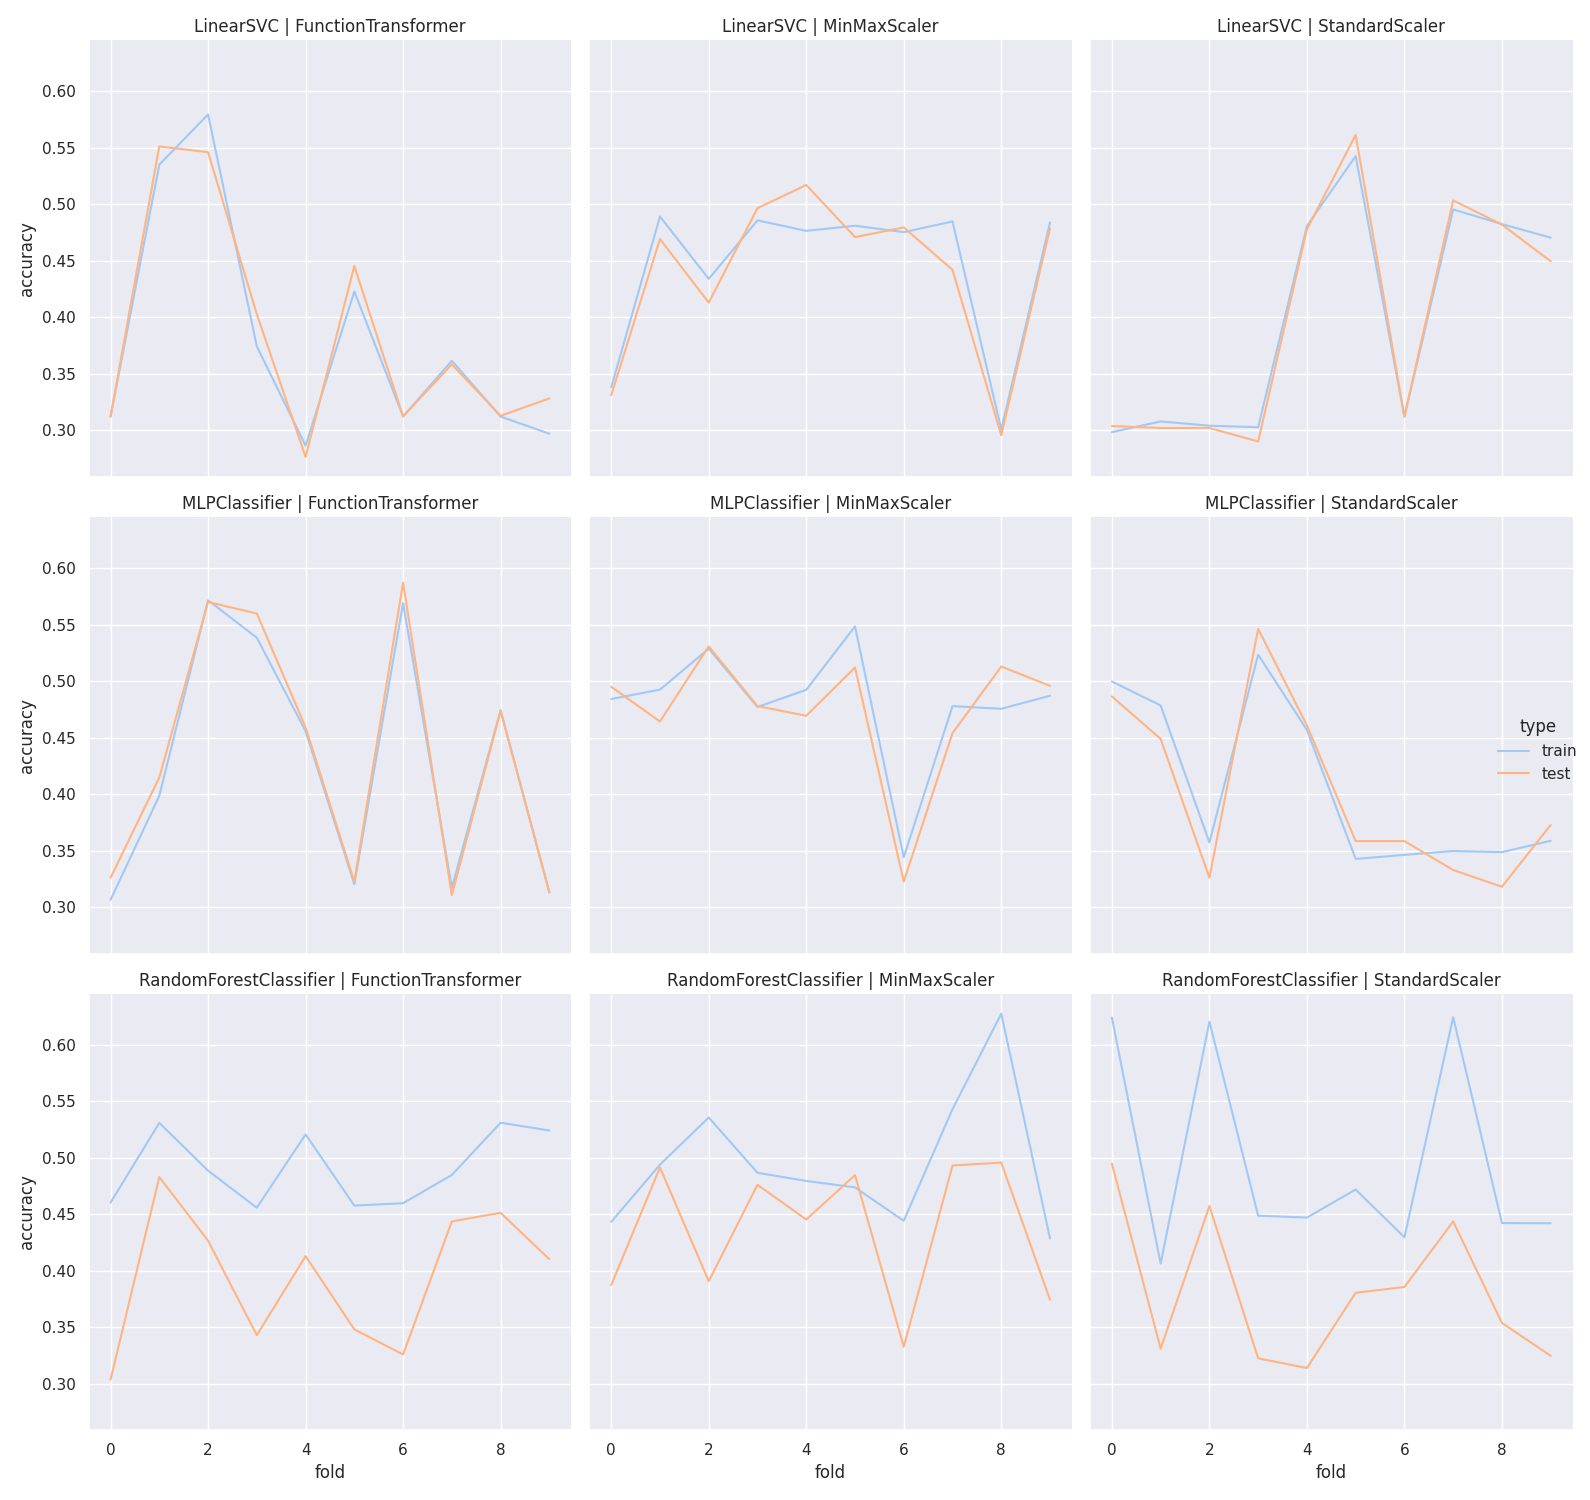 LinearSVC | FunctionTransformer
LinearSVC | MinMaxScaler
LinearSVC | StandardScaler
0.60
0.55
0.50
0.45
0.40
0.35
0.30
accuracy
MLPClassifier | FunctionTransformer
MLPClassifier | MinMaxScaler
MLPClassifier | StandardScaler
0.60
0.55
0.50
0.45
0.40
0.35
0.30
accuracy
type
train
test
RandomForestClassifier | FunctionTransformer
RandomForestClassifier | MinMaxScaler
RandomForestClassifier | StandardScaler
0.60
0.55
0.50
0.45
0.40
0.35
0.30
accuracy
0 2 4 6 8
0 2 4 6 8
0 2 4 6 8
fold
fold
fold